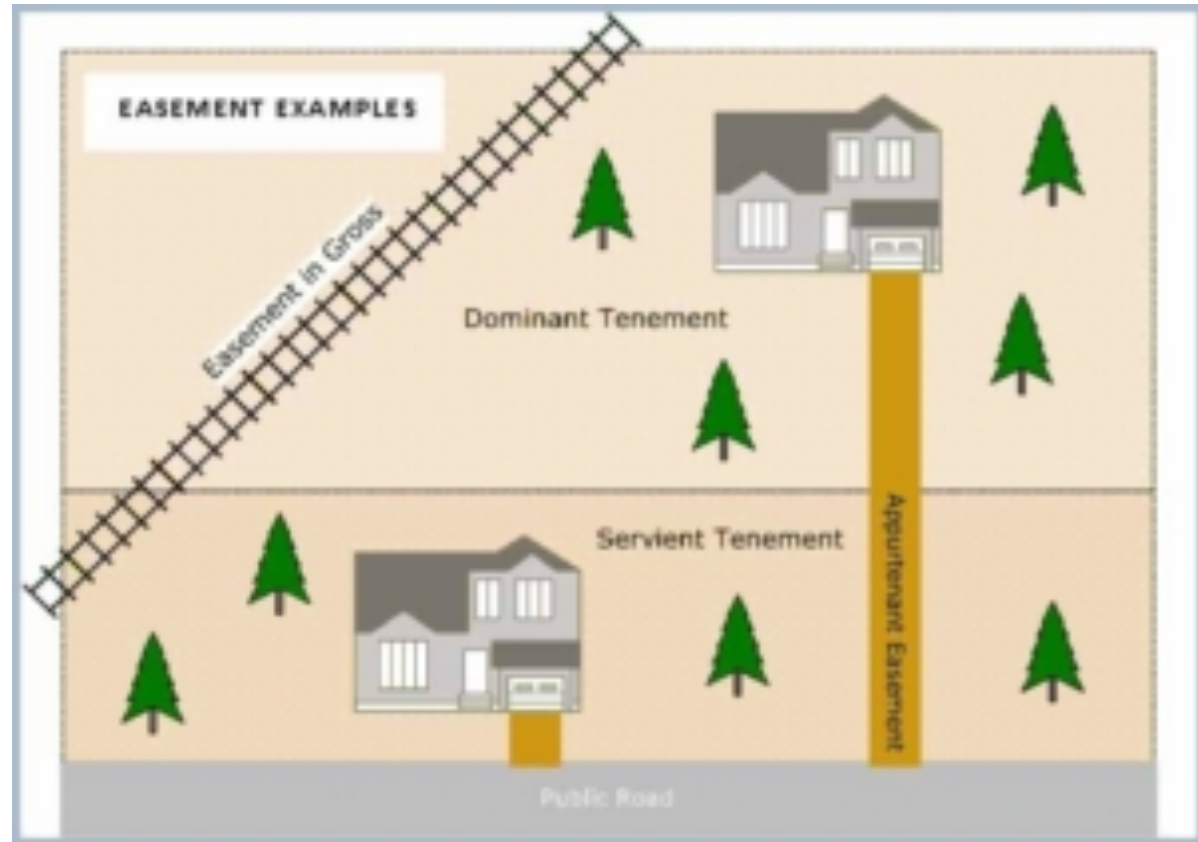 EASEMENT EXAMPLES
Easement in Gross
Dominant Tenement
Servient Tenement
Appurtenant Easement
Public Road